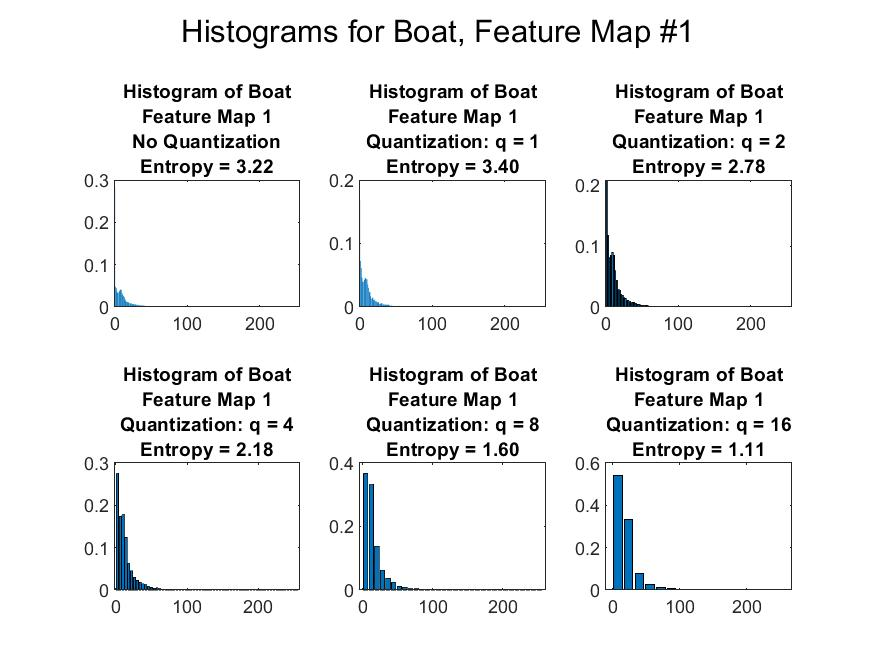 Histograms for Boat, Feature Map #1
Histogram of Boat
Feature Map 1
No Quantization
Entropy = 3.22
0.3
0.2
0.1
0
0 100 200
Histogram of Boat
Feature Map 1
Quantization: q = 1
Entropy = 3.40
0.2
0.1
0
0 100 200
Histogram of Boat
Feature Map 1
Quantization: q = 2
Entropy = 2.78
0.2
0.1
0
0 100 200
Histogram of Boat
Feature Map 1
Quantization: q = 4
Entropy = 2.18
0.3
0.2
0.1
0
0 100 200
Histogram of Boat
Feature Map 1
Quantization: q = 8
Entropy = 1.60
0.4
0.2
0
0 100 200
Histogram of Boat
Feature Map 1
Quantization: q = 16
Entropy = 1.11
0.6
0.4
0.2
0
0 100 200